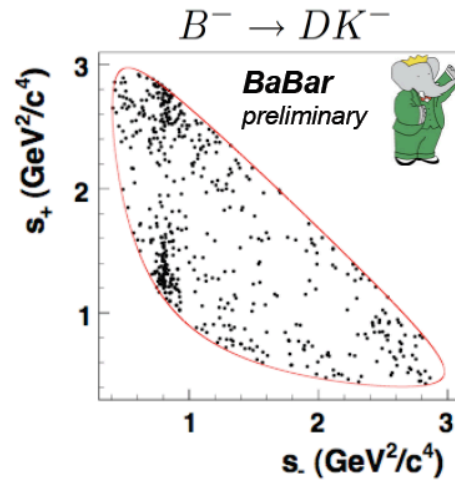 B⁻ → DK⁻
BaBar
preliminary
3
2
1
s₊ (GeV²/c⁴)
1 2 3
s₋ (GeV²/c⁴)